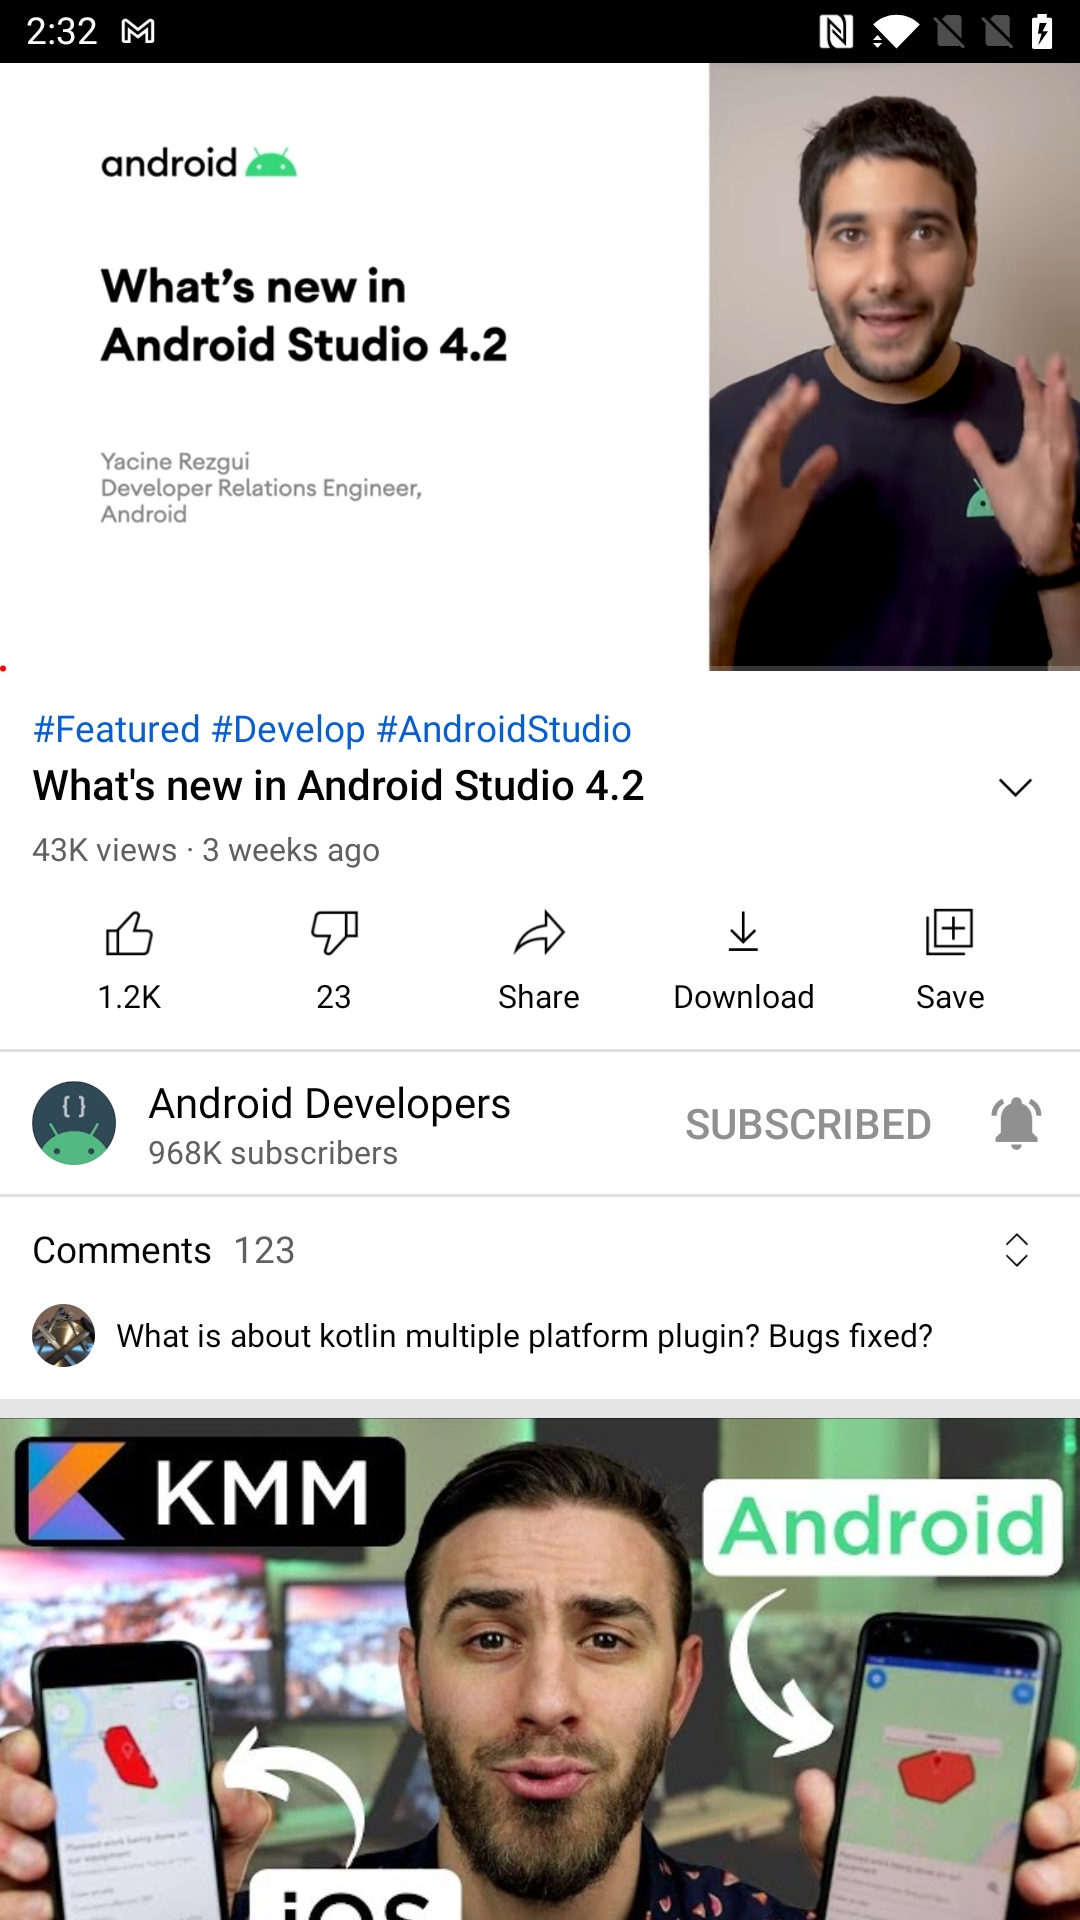 2:32
android
What's new in
Android Studio 4.2
Yacine Rezgui
Developer Relations Engineer,
Android
#Featured #Develop #AndroidStudio
What's new in Android Studio 4.2
43K views · 3 weeks ago
1.2K
23
Share
Download
Save
Android Developers
968K subscribers
SUBSCRIBED
Comments 123
What is about kotlin multiple platform plugin? Bugs fixed?
KMM
Android
iOS